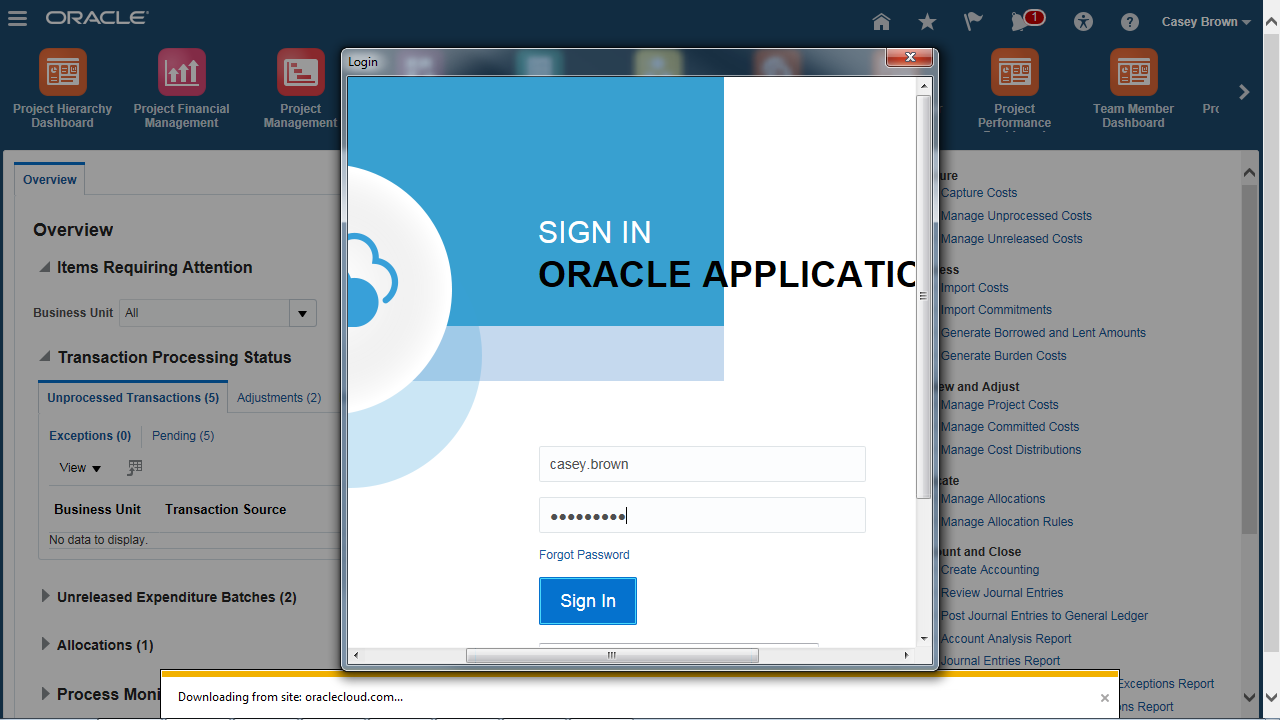 ORACLE
1
Casey Brown
Project Hierarchy
Dashboard
Project Financial
Management
Project
Management
Project
Performance
Team Member
Dashboard
Login
SIGN IN
ORACLE APPLICATIO
casey.brown
Forgot Password
Sign In
Overview
Overview
Items Requiring Attention
Business Unit All
Transaction Processing Status
Unprocessed Transactions (5) Adjustments (2)
Exceptions (0) Pending (5)
View
Business Unit Transaction Source
No data to display.
Unreleased Expenditure Batches (2)
Allocations (1)
Process Moni
ure
Capture Costs
Manage Unprocessed Costs
Manage Unreleased Costs
ess
Import Costs
Import Commitments
Generate Borrowed and Lent Amounts
Generate Burden Costs
ew and Adjust
Manage Project Costs
Manage Committed Costs
Manage Cost Distributions
cate
Manage Allocations
Manage Allocation Rules
ount and Close
Create Accounting
Review Journal Entries
Post Journal Entries to General Ledger
Account Analysis Report
Journal Entries Report
Exceptions Report
ons Report
Downloading from site: oraclecloud.com...